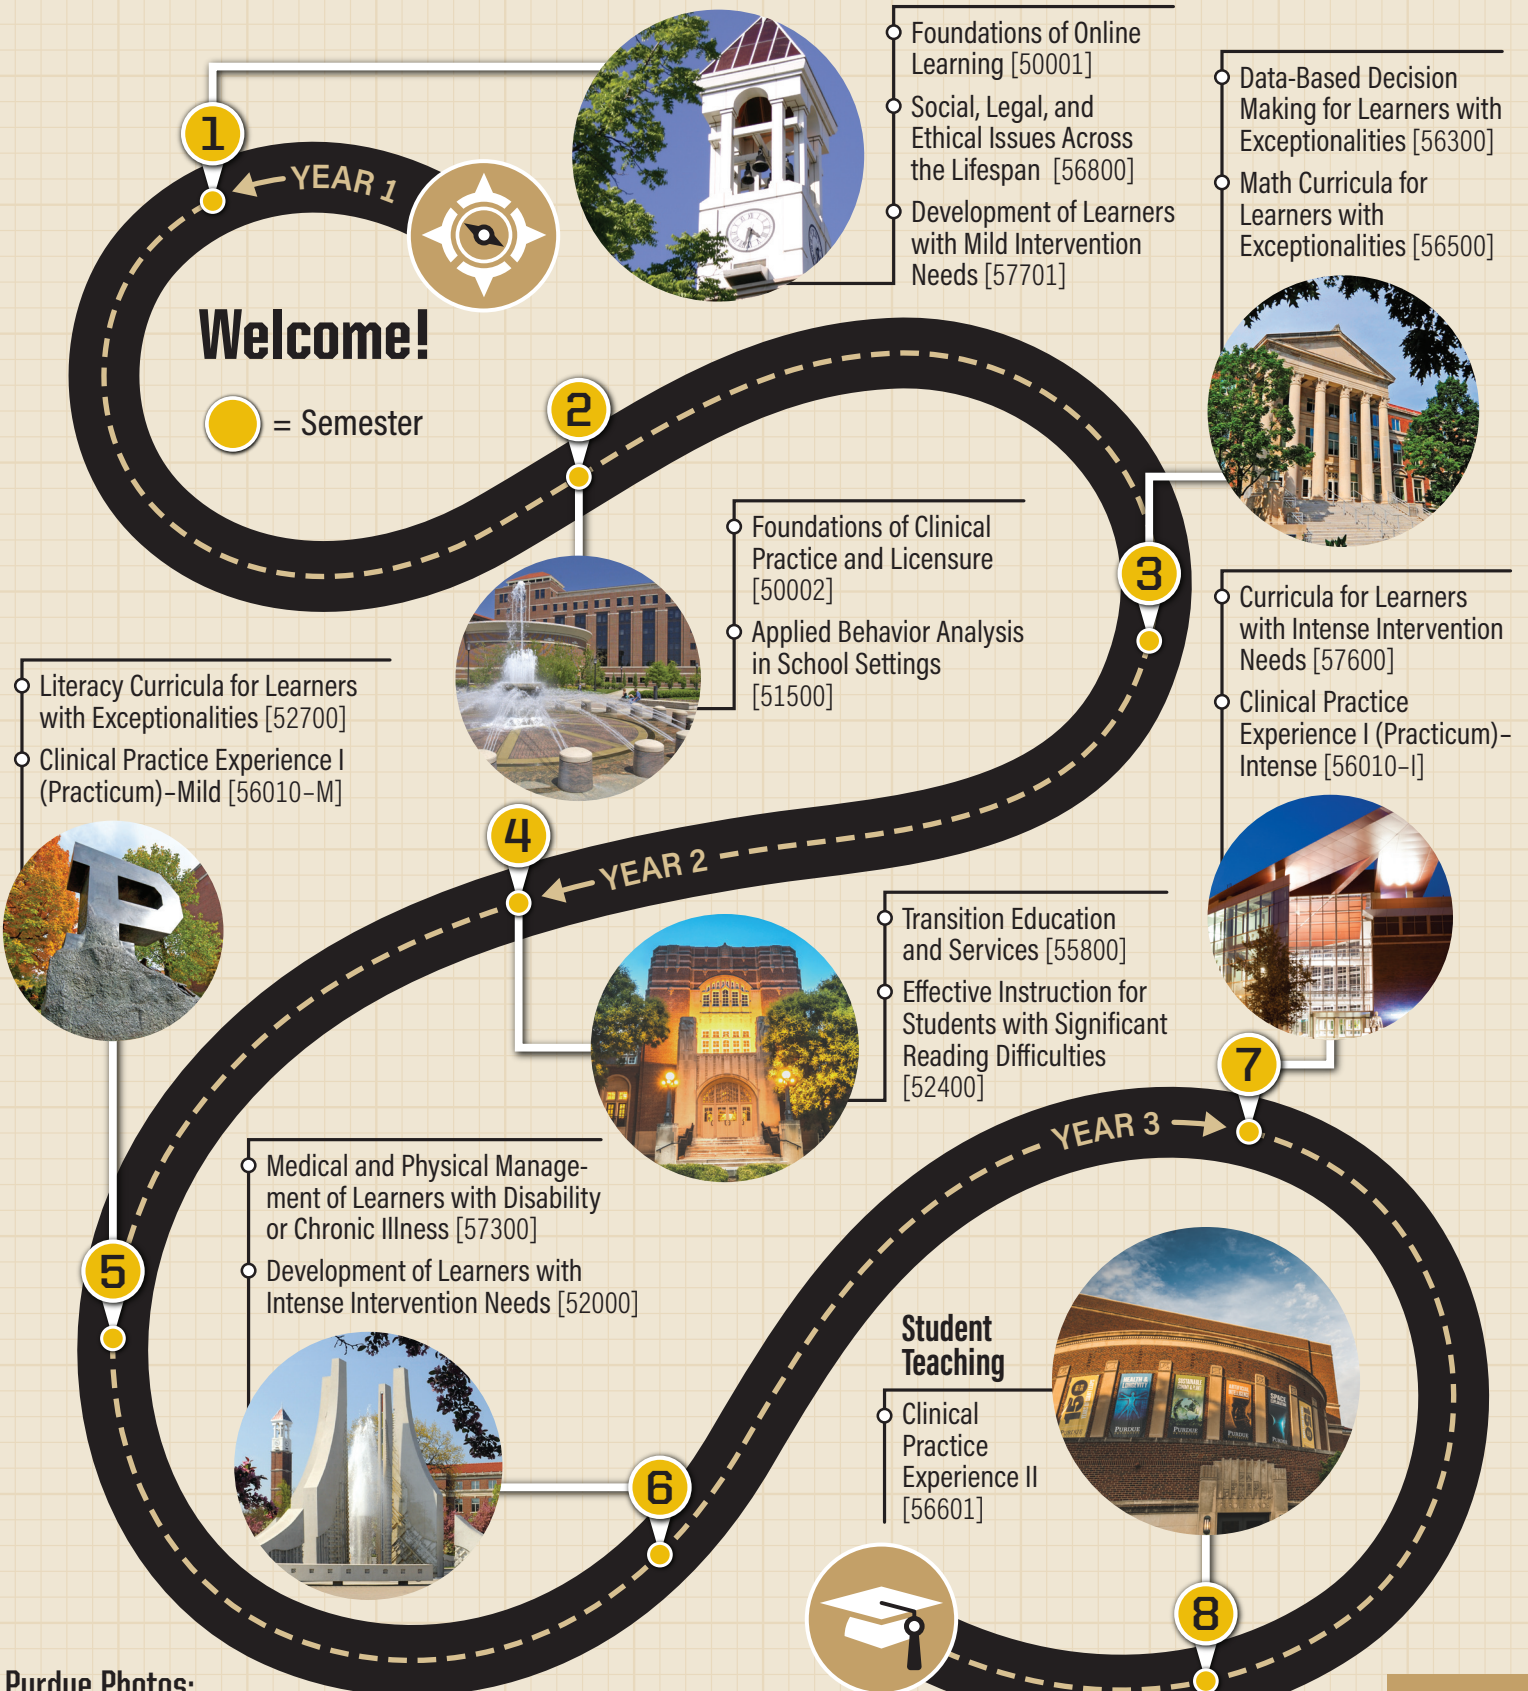 1
YEAR 1
Foundations of Online
Learning [50001]
Social, Legal, and
Ethical Issues Across
the Lifespan [56800]
Development of Learners
with Mild Intervention
Needs [57701]
Welcome!
= Semester
2
Foundations of Clinical
Practice and Licensure
[50002]
Applied Behavior Analysis
in School Settings
[51500]
Data-Based Decision
Making for Learners with
Exceptionalities [56300]
Math Curricula for
Learners with
Exceptionalities [56500]
3
YEAR 2
4
Transition Education
and Services [55800]
Effective Instruction for
Students with Significant
Reading Difficulties
[52400]
Literacy Curricula for Learners
with Exceptionalities [52700]
Clinical Practice Experience I
(Practicum)–Mild [56010–M]
P
5
Medical and Physical Manage-
ment of Learners with Disability
or Chronic Illness [57300]
Development of Learners with
Intense Intervention Needs [52000]
6
Curricula for Learners
with Intense Intervention
Needs [57600]
Clinical Practice
Experience I (Practicum)–
Intense [56010–I]
YEAR 3
7
Student
Teaching
Clinical
Practice
Experience II
[56601]
150
HEALTH &
LONGEVITY
PURDUE
PURDUE
8
Purdue Photos: